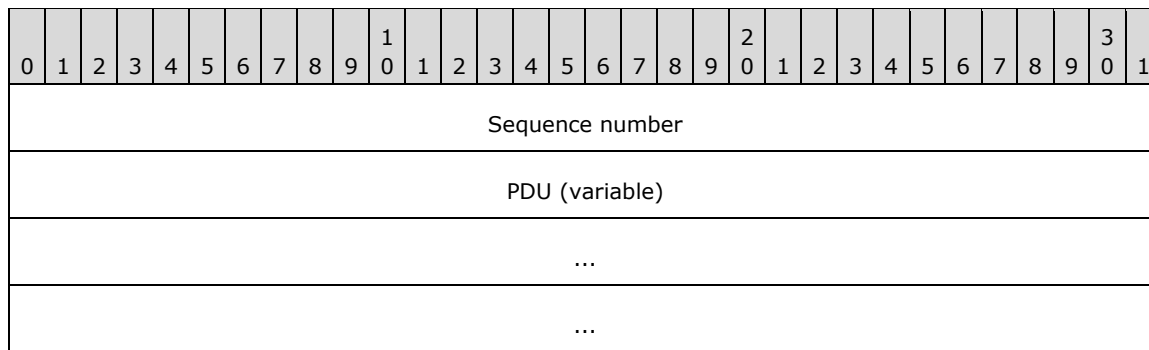 1 2 3
0 1 2 3 4 5 6 7 8 9 0 1 2 3 4 5 6 7 8 9 0 1 2 3 4 5 6 7 8 9 0 1
Sequence number
PDU (variable)
...
...